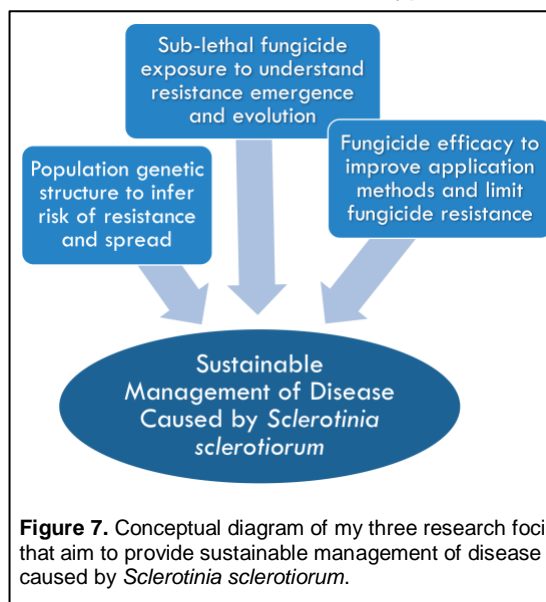 Sub-lethal fungicide
exposure to understand
resistance emergence
and evolution
Population genetic
structure to infer
risk of resistance
and spread
Fungicide efficacy to
improve application
methods and limit
fungicide resistance
Sustainable
Management of Disease
Caused by Sclerotinia
sclerotiorum
Figure 7. Conceptual diagram of my three research foci
that aim to provide sustainable management of disease
caused by Sclerotinia sclerotiorum.